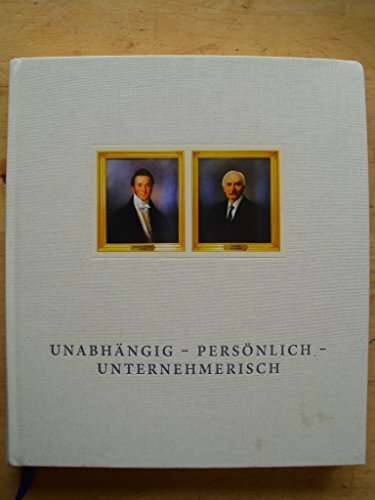 UNABHÄNGIG – PERSÖNLICH –
UNTERNEHMERISCH